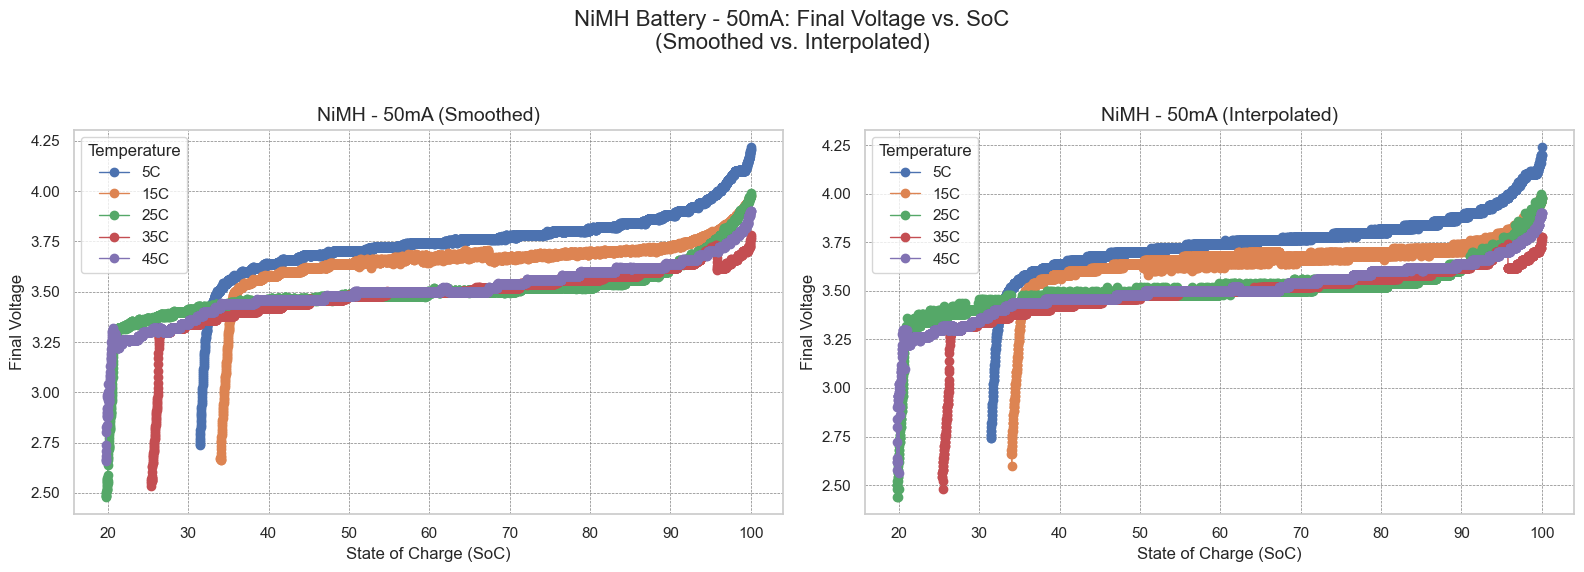 NiMH Battery - 50mA: Final Voltage vs. SoC
(Smoothed vs. Interpolated)
NiMH - 50mA (Smoothed)
Final Voltage
4.25
4.00
3.75
3.50
3.25
3.00
2.75
2.50
Temperature
5C
15C
25C
35C
45C
20 30 40 50 60 70 80 90 100
State of Charge (SoC)
NiMH - 50mA (Interpolated)
Final Voltage
4.25
4.00
3.75
3.50
3.25
3.00
2.75
2.50
Temperature
5C
15C
25C
35C
45C
20 30 40 50 60 70 80 90 100
State of Charge (SoC)